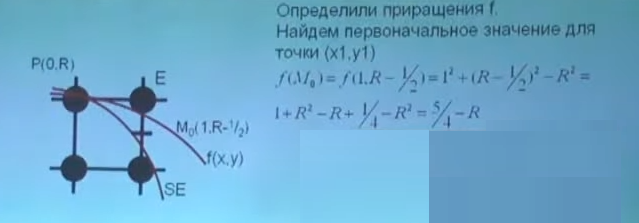 Определили приращения f.
Найдем первоначальное значение для
точки (x1,y1)
f(M₀) = f(1,R − 1/2) = 1² + (R − 1/2)² − R² =
1 + R² − R + 1/4 − R² = 5/4 − R
P(0,R)
E
M₀(1,R-1/2)
f(x,y)
SE